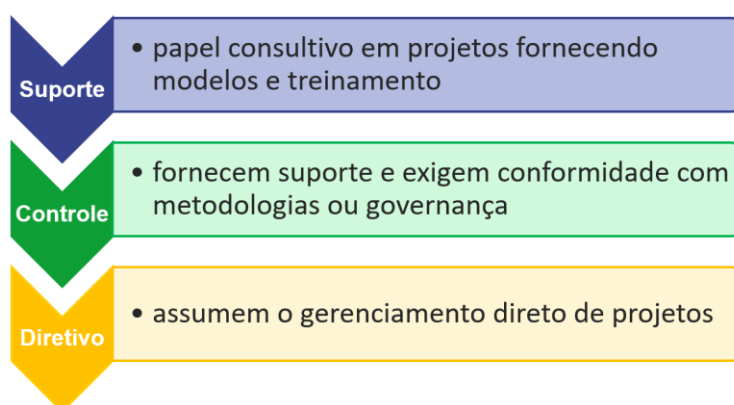 Suporte
• papel consultivo em projetos fornecendo
modelos e treinamento
Controle
• fornecem suporte e exigem conformidade com
metodologias ou governança
Diretivo
• assumem o gerenciamento direto de projetos